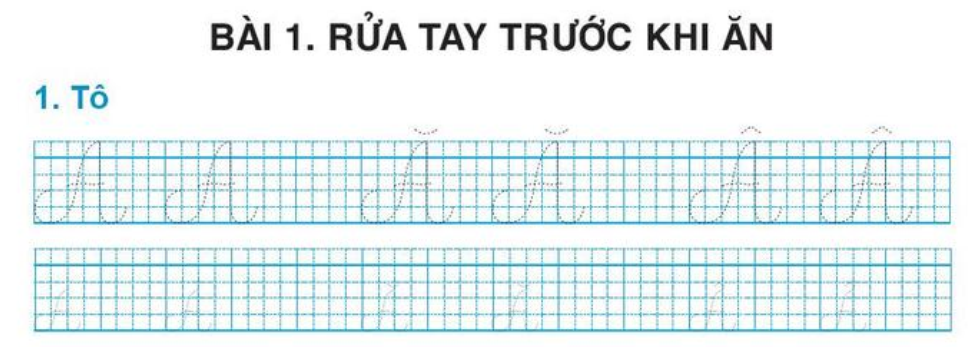 BÀI 1. RỬA TAY TRƯỚC KHI ĂN
1. Tô
A A Ă Ă Â Â
A A Ă Ă Â Â